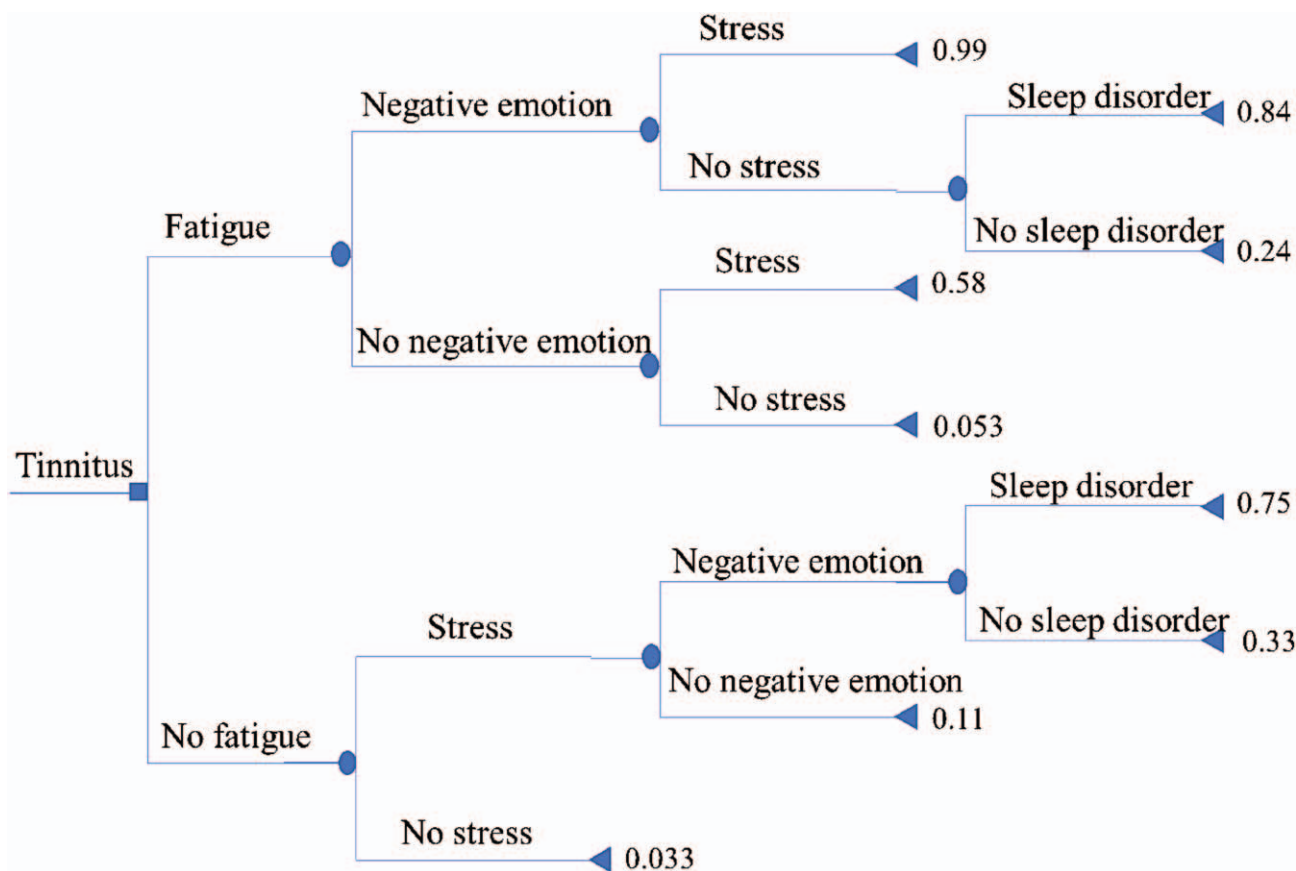 Stress
0.99
Sleep disorder
0.84
Negative emotion
No stress
No sleep disorder
0.24
Fatigue
Stress
0.58
No negative emotion
No stress
0.053
Tinnitus
Sleep disorder
0.75
Negative emotion
No sleep disorder
0.33
Stress
No negative emotion
0.11
No fatigue
No stress
0.033